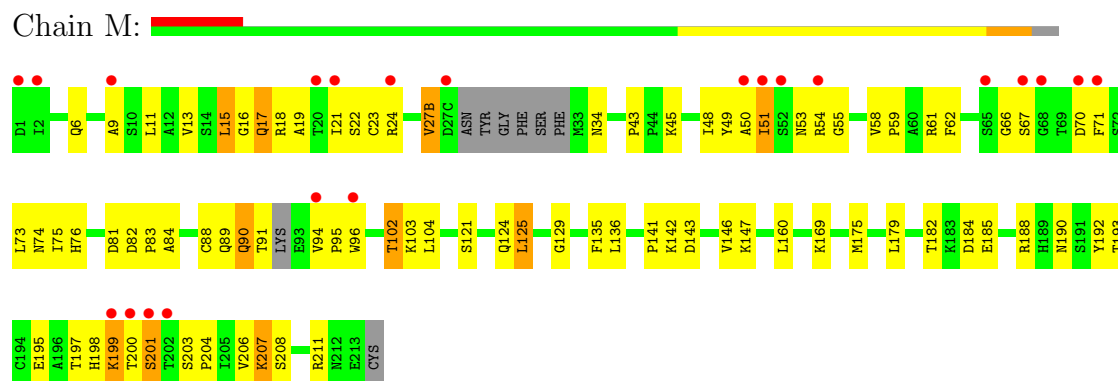 Chain M:
D1 I2 Q6 A9 S10 L11 A12 V13 S14 L15 G16 Q17 R18 A19 T20 I21 S22 C23 R24 V27B D27C ASN TYR GLY PHE SER PHE M33 N34 P43 P44 K45 I48 Y49 A50 I51 S52 N53 R54 G55 V58 P59 A60 R61 F62 S65 G66 S67 G68 T69 D70 F71 S72
L73 N74 I75 H76 D81 D82 P83 A84 C88 Q89 Q90 T91 LYS E93 V94 P95 W96 T102 K103 L104 S121 Q124 L125 G129 F135 L136 P141 K142 D143 V146 K147 L160 K169 M175 L179 T182 K183 D184 E185 R188 H189 N190 S191 Y192 T193
C194 E195 A196 T197 H198 K199 T200 S201 T202 S203 P204 I205 V206 K207 S208 R211 N212 E213 CYS